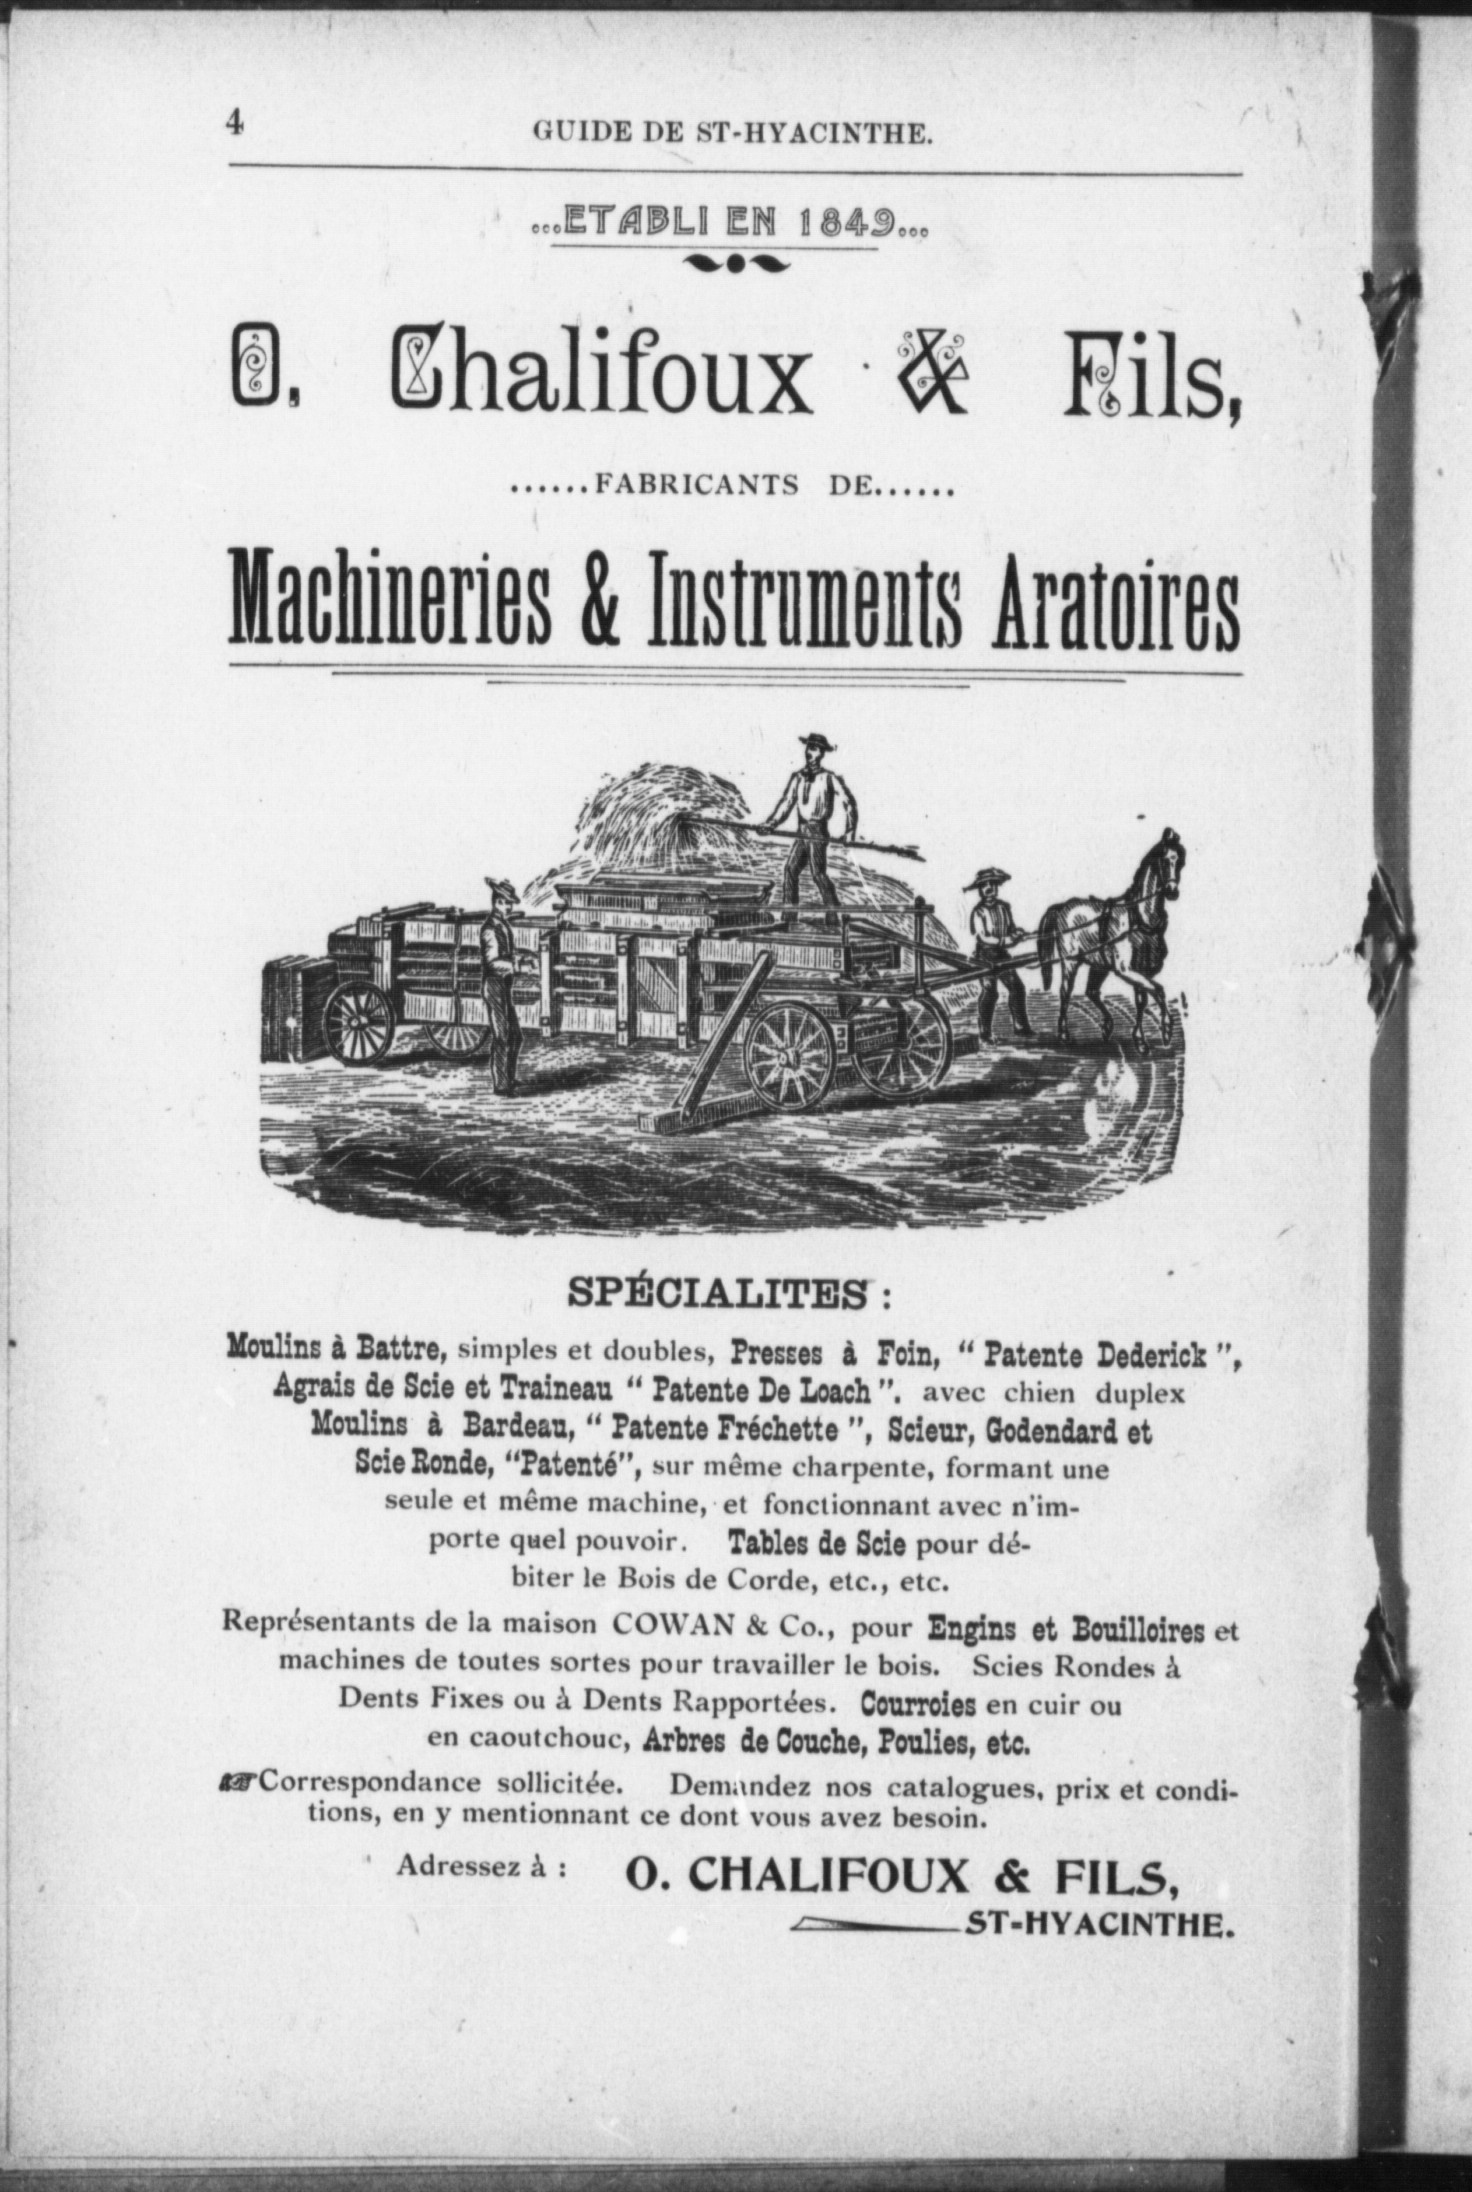 4
GUIDE DE ST-HYACINTHE.
...ETABLI EN 1849...
O. Chalifoux & Fils,
......FABRICANTS DE......
Machineries & Instruments Aratoires
SPÉCIALITES :
Moulins à Battre, simples et doubles, Presses à Foin, “ Patente Dederick ”,
Agrais de Scie et Traineau “ Patente De Loach ”. avec chien duplex
Moulins à Bardeau, “ Patente Fréchette ”, Scieur, Godendard et
Scie Ronde, “Patenté”, sur même charpente, formant une
seule et même machine, et fonctionnant avec n'im-
porte quel pouvoir. Tables de Scie pour dé-
biter le Bois de Corde, etc., etc.
Représentants de la maison COWAN & Co., pour Engins et Bouilloires et
machines de toutes sortes pour travailler le bois. Scies Rondes à
Dents Fixes ou à Dents Rapportées. Courroies en cuir ou
en caoutchouc, Arbres de Couche, Poulies, etc.
☞Correspondance sollicitée. Demandez nos catalogues, prix et condi-
tions, en y mentionnant ce dont vous avez besoin.
Adressez à : O. CHALIFOUX & FILS,
ST-HYACINTHE.